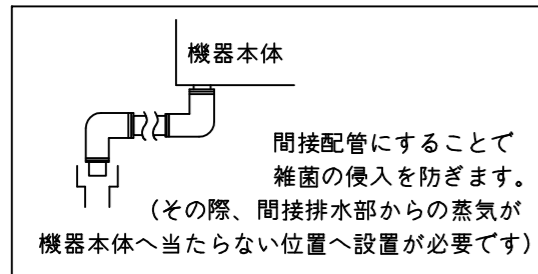 機器本体
間接配管にすることで
雑菌の侵入を防ぎます。
(その際、間接排水部からの蒸気が
機器本体へ当たらない位置へ設置が必要です)